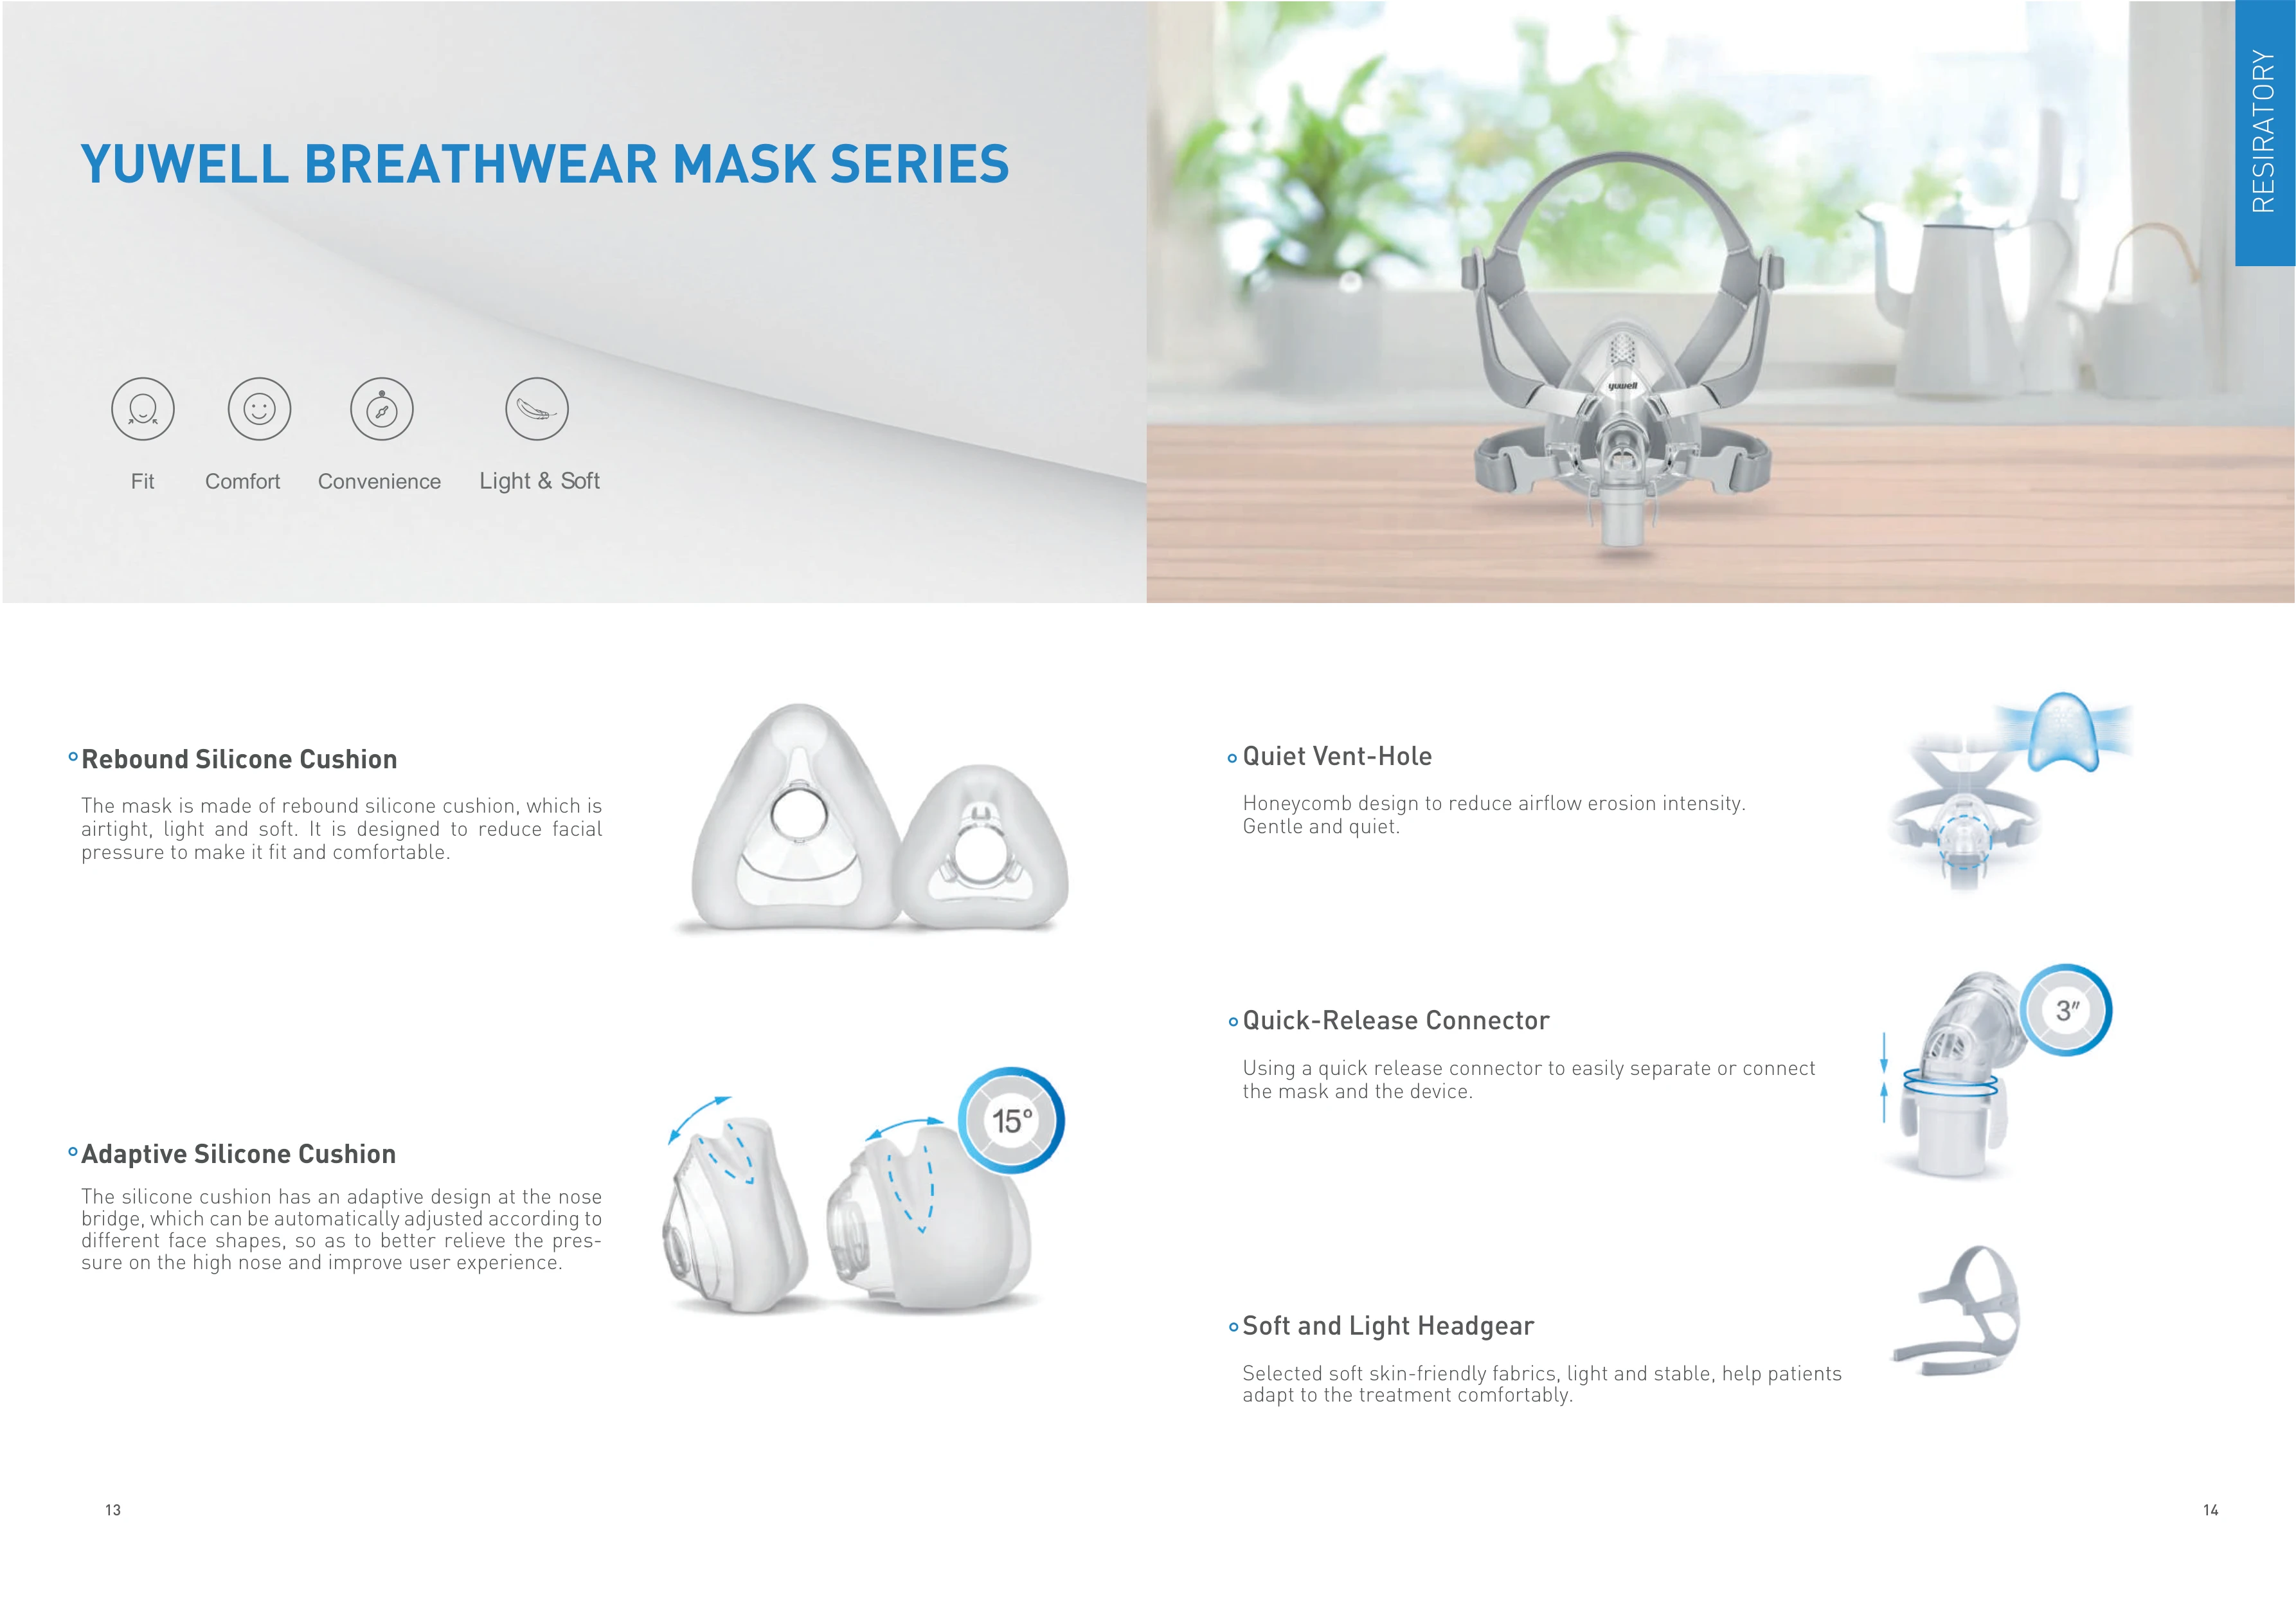 YUWELL BREATHWEAR MASK SERIES
Fit
Comfort
Convenience
Light & Soft
RESIRATORY
yuwell
Rebound Silicone Cushion
The mask is made of rebound silicone cushion, which is
airtight, light and soft. It is designed to reduce facial
pressure to make it fit and comfortable.
15°
Adaptive Silicone Cushion
The silicone cushion has an adaptive design at the nose
bridge, which can be automatically adjusted according to
different face shapes, so as to better relieve the pres-
sure on the high nose and improve user experience.
Quiet Vent-Hole
Honeycomb design to reduce airflow erosion intensity.
Gentle and quiet.
3″
Quick-Release Connector
Using a quick release connector to easily separate or connect
the mask and the device.
Soft and Light Headgear
Selected soft skin-friendly fabrics, light and stable, help patients
adapt to the treatment comfortably.
13
14